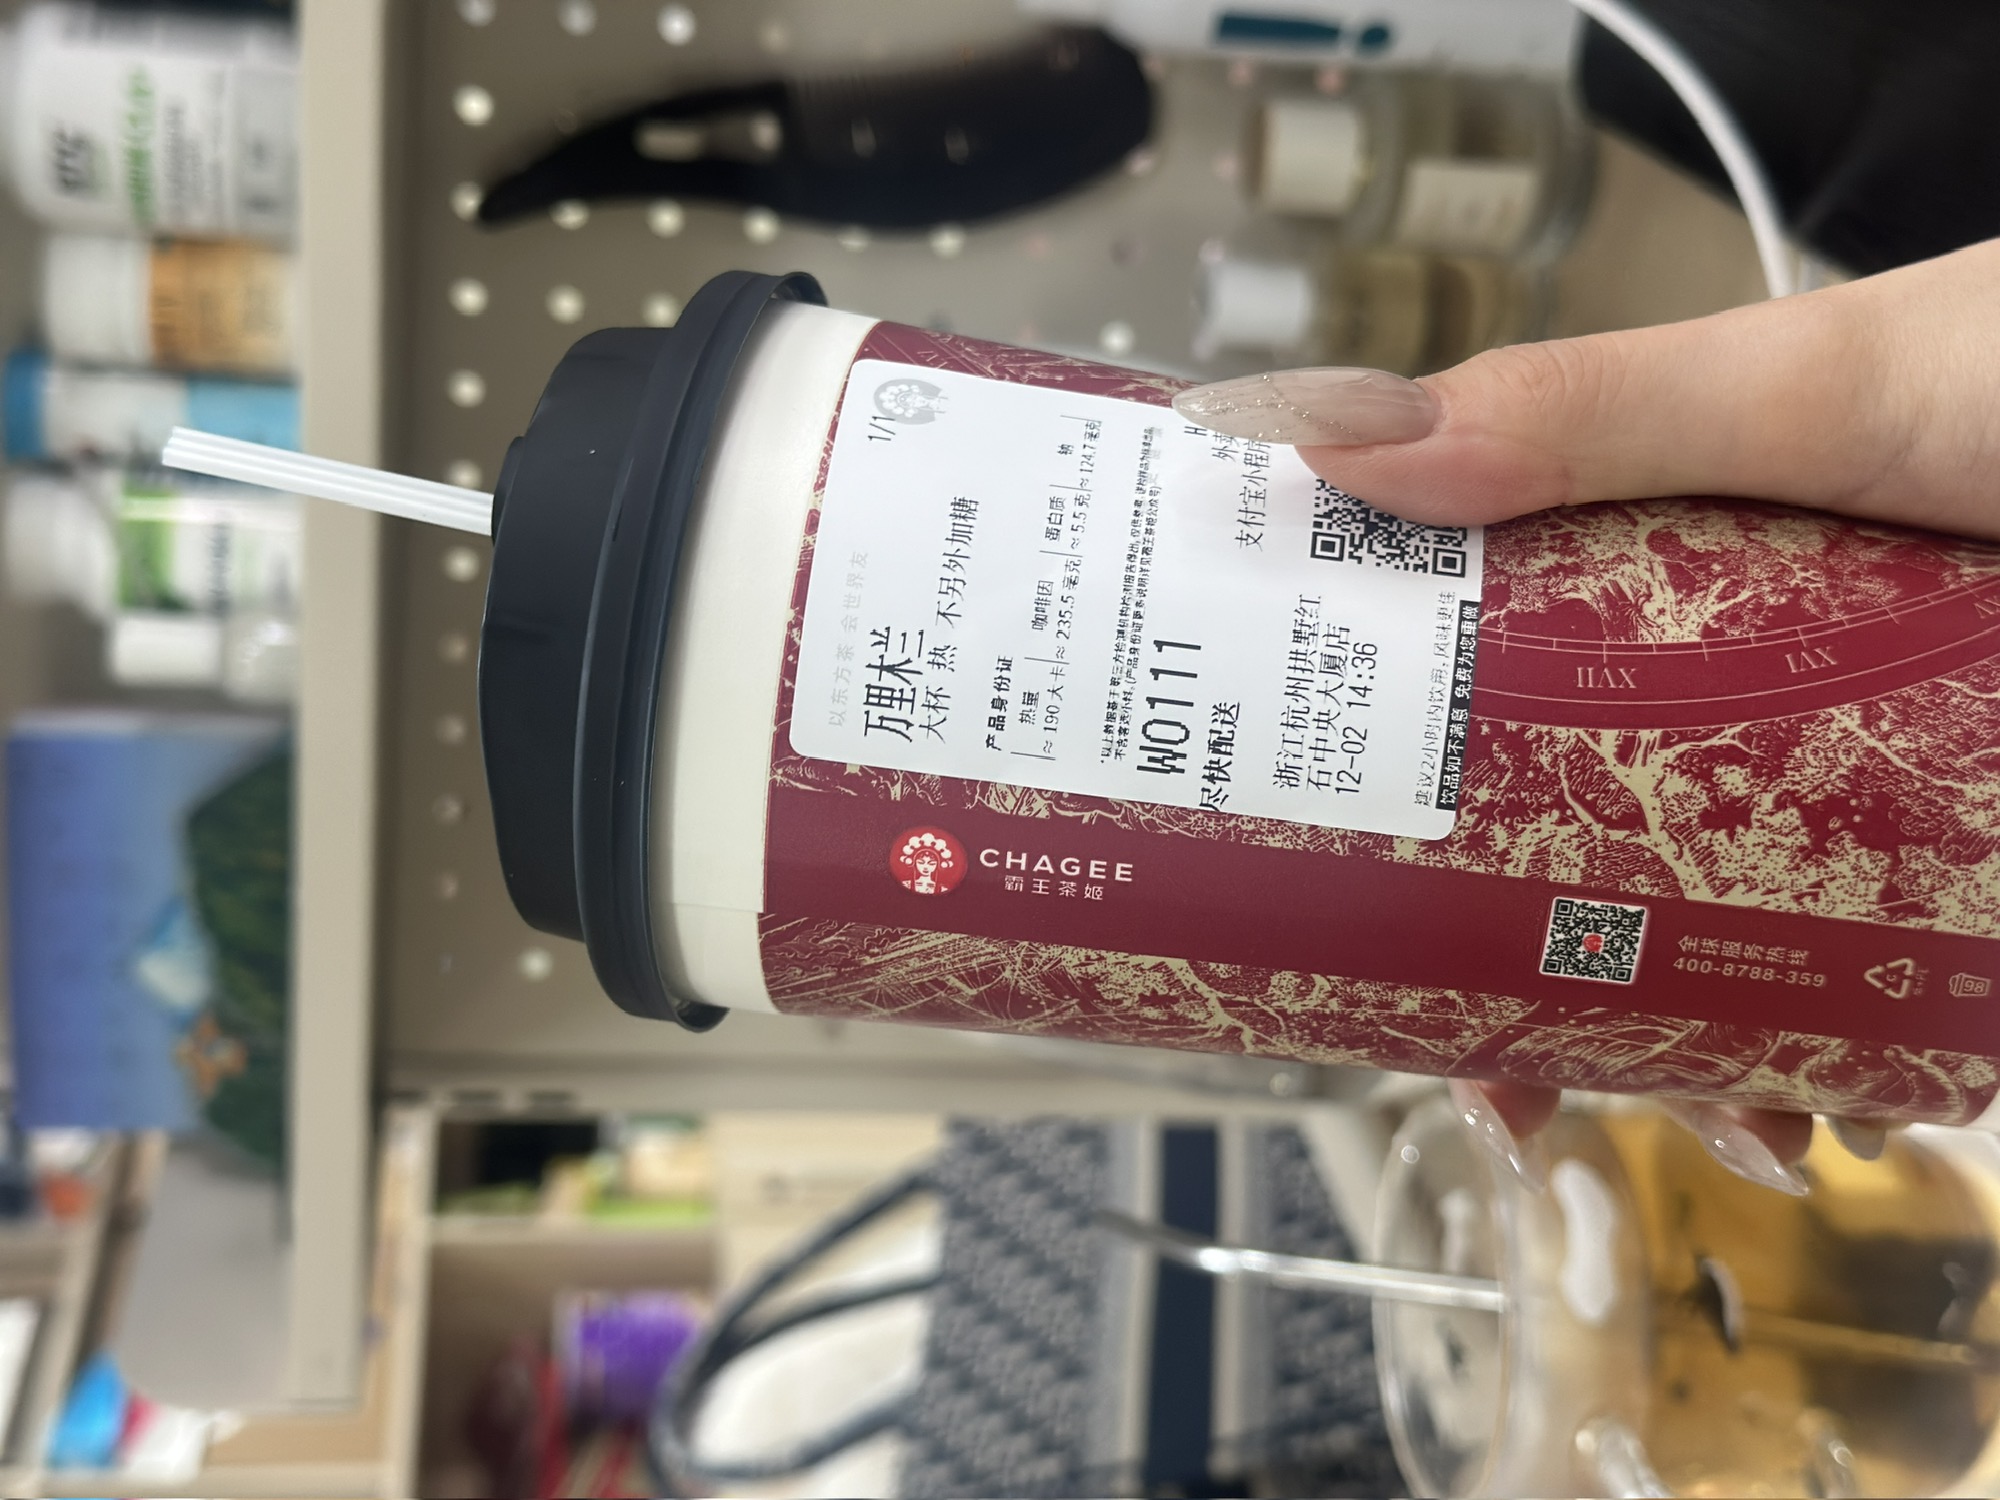 1/1
以东方茶 会世界友
万里木兰
大杯 热 不另外加糖
产品身份证
热量 咖啡因 蛋白质 钠
≈190大卡 ≈235.5毫克 ≈5.5克 ≈124.7毫克
W0111
尽快配送
支付宝小程序
浙江杭州拱墅红
石中央大厦店
12-02 14:36
建议2小时内饮用,风味更佳
饮品如不满意 免费为您重做
CHAGEE
霸王茶姬
全球服务热线
400-8788-359
98
XVII
XVI